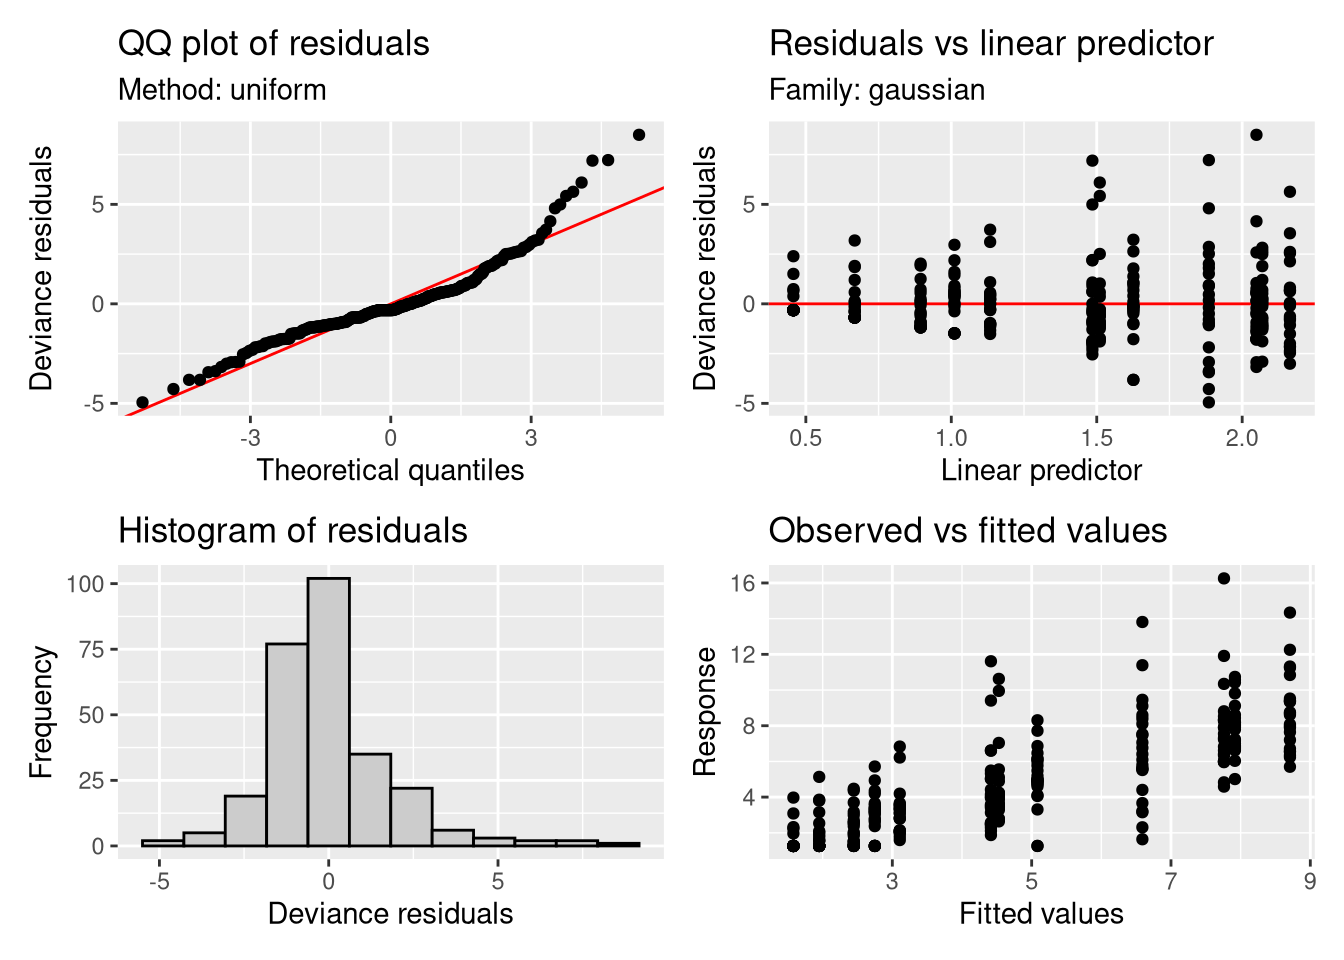 QQ plot of residuals
Method: uniform
Deviance residuals
5
0
-5
-3
0
3
Theoretical quantiles
Residuals vs linear predictor
Family: gaussian
Deviance residuals
5
0
-5
0.5
1.0
1.5
2.0
Linear predictor
Histogram of residuals
Frequency
100
75
50
25
0
-5
0
5
Deviance residuals
Observed vs fitted values
Response
16
12
8
4
3
5
7
9
Fitted values